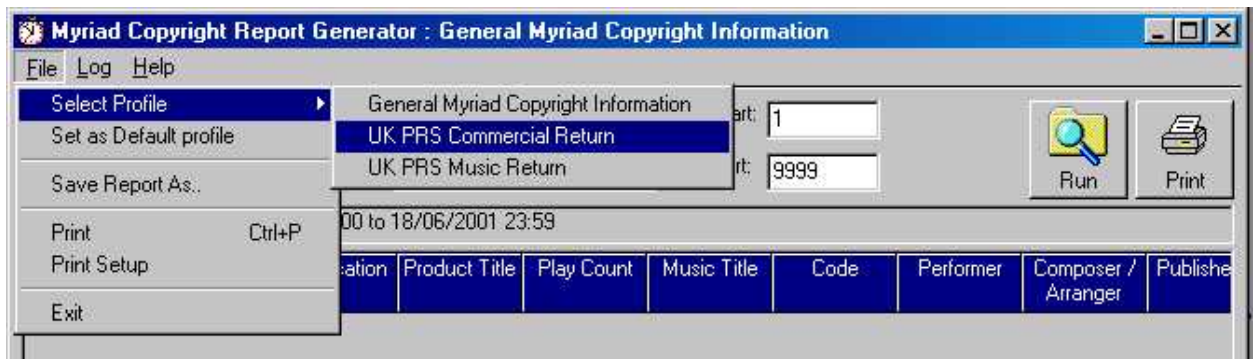 Myriad Copyright Report Generator : General Myriad Copyright Information
File Log Help
Select Profile
Set as Default profile
Save Report As..
Print Ctrl+P
Print Setup
Exit
General Myriad Copyright Information
UK PRS Commercial Return
UK PRS Music Return
art: 1
rt: 9999
Run
Print
00 to 18/06/2001 23:59
Product Title
Play Count
Music Title
Code
Performer
Composer / 
Arranger